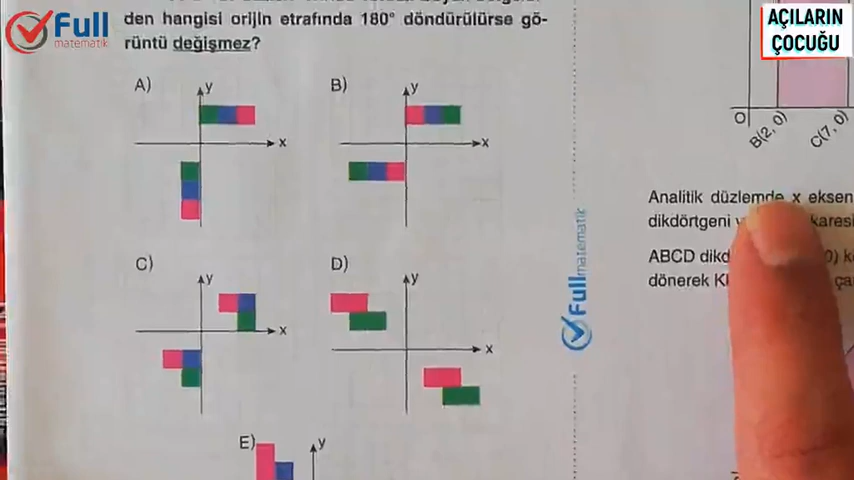 Full
matematik
den hangisi orijin etrafında 180° döndürülürse gö-
rüntü değişmez?
A)
y
x
B)
y
x
C)
y
x
D)
y
x
E)
y
Full matematik
AÇILARIN
ÇOCUĞU
O
B(2, 0)
C(7, 0)
Analitik düzlemde x eksen
dikdörtgeni karesi
ABCD dikd 0)
dönerek